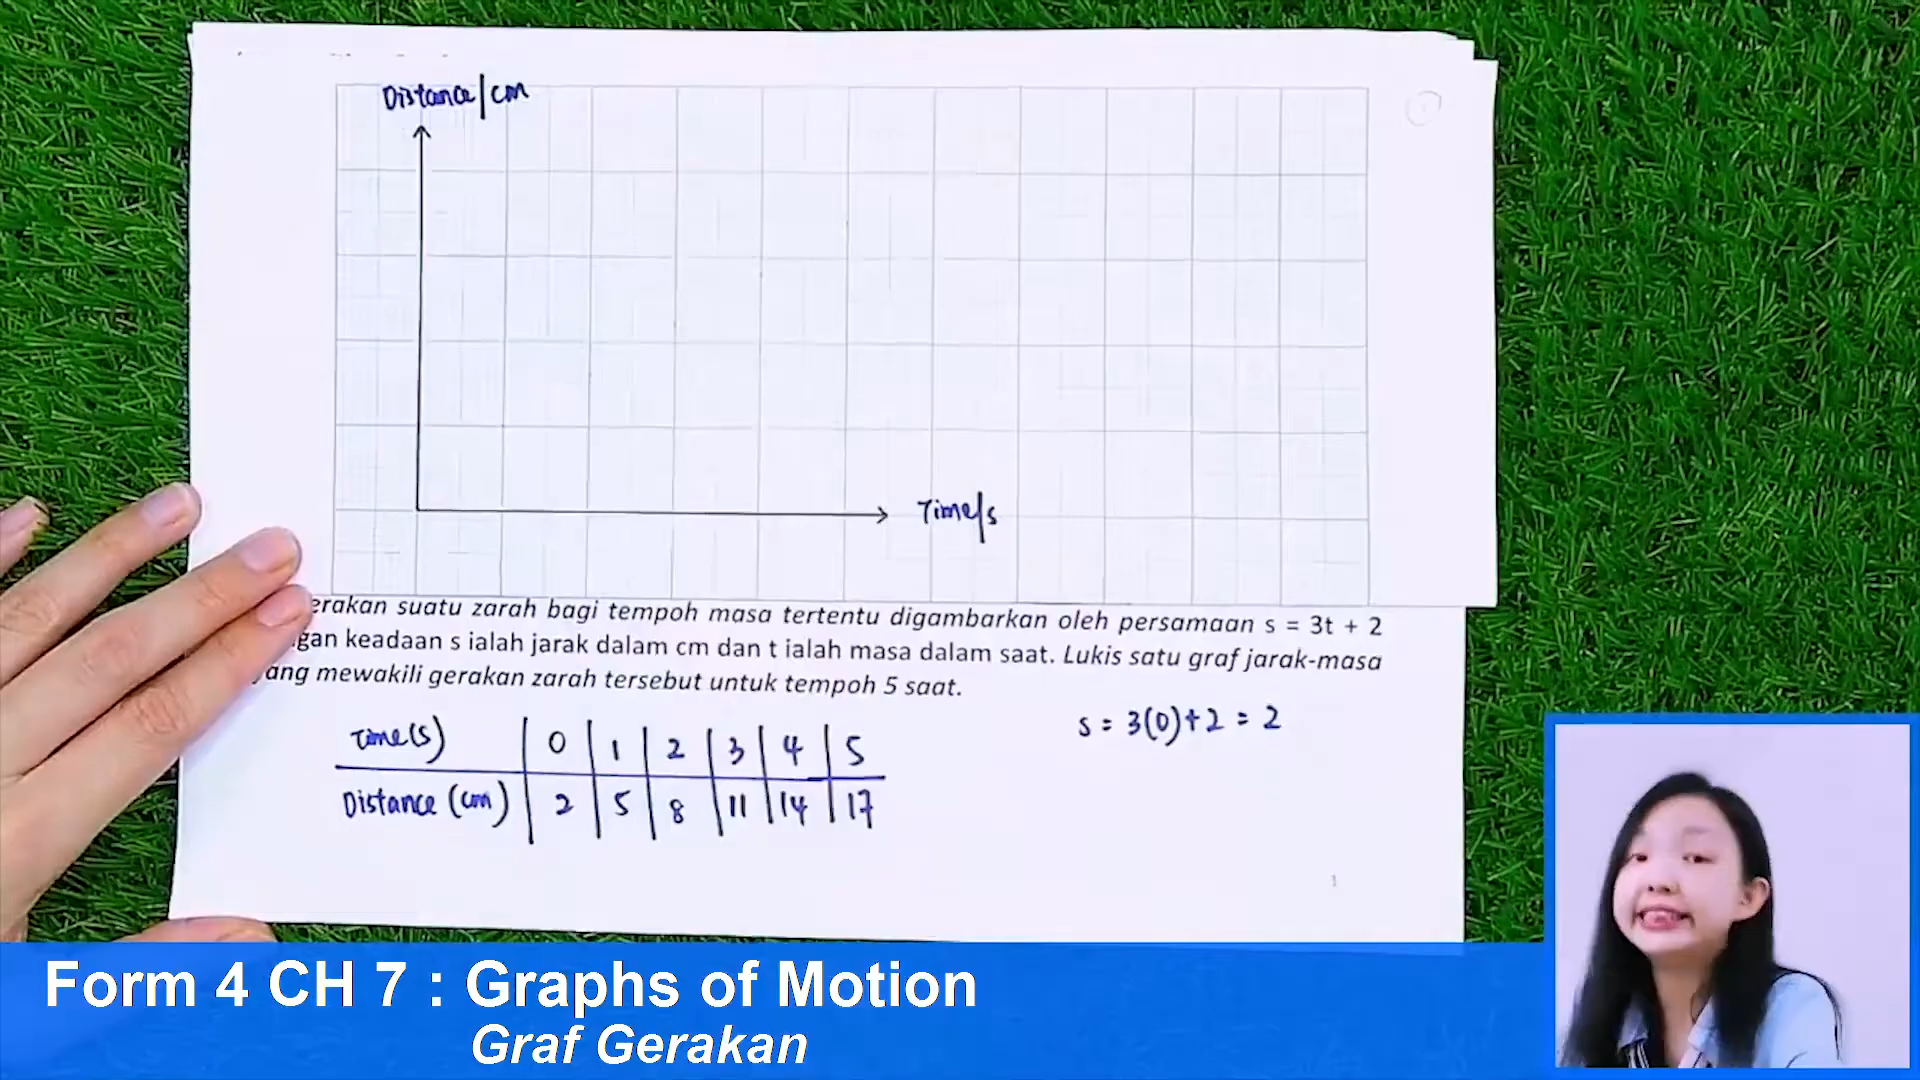 Distance/cm
Time/s
erakan suatu zarah bagi tempoh masa tertentu digambarkan oleh persamaan s = 3t + 2
gan keadaan s ialah jarak dalam cm dan t ialah masa dalam saat. Lukis satu graf jarak-masa
yang mewakili gerakan zarah tersebut untuk tempoh 5 saat.
s = 3(0)+2 = 2
Time(s) | 0 | 1 | 2 | 3 | 4 | 5
Distance (cm) | 2 | 5 | 8 | 11 | 14 | 17
1
Form 4 CH 7 : Graphs of Motion
Graf Gerakan